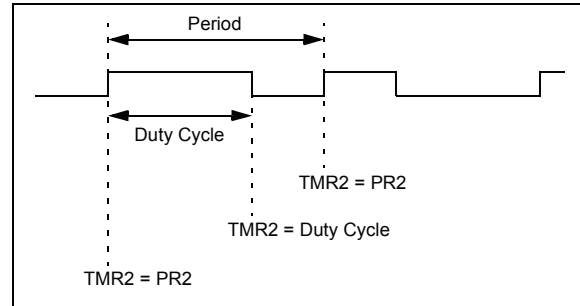 Period
Duty Cycle
TMR2 = PR2
TMR2 = Duty Cycle
TMR2 = PR2